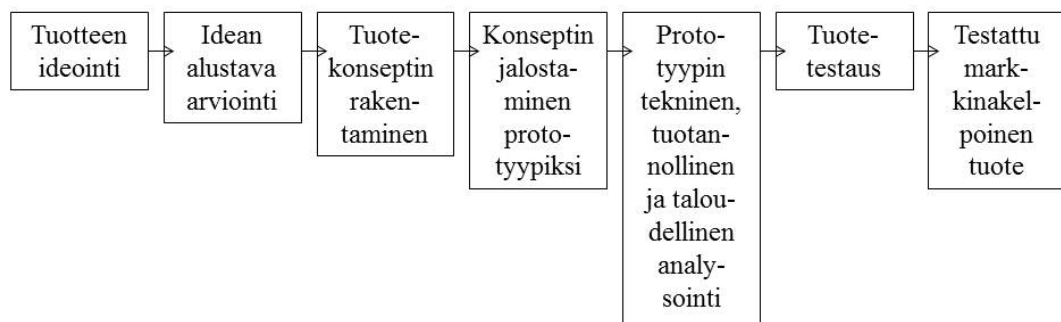 Tuotteen
ideointi
Idean
alustava
arviointi
Tuote-
konseptin
raken-
taminen
Konseptin
jalosta-
minen
proto-
tyypiksi
Proto-
tyypin
tekninen,
tuotan-
nollinen
ja talou-
dellinen
analy-
sointi
Tuote-
testaus
Testattu
mark-
kinakel-
poinen
tuote